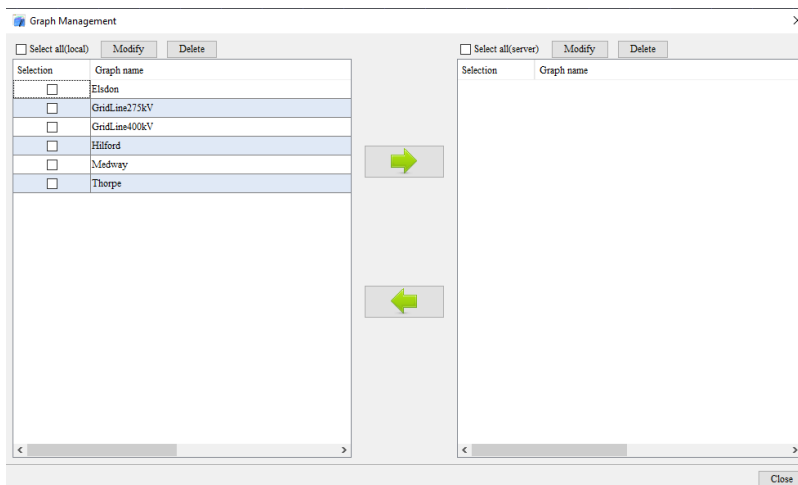 Graph Management
Select all(local) Modify Delete
Selection Graph name
Elsdon
GridLine275kV
GridLine400kV
Hilford
Medway
Thorpe
Select all(server) Modify Delete
Selection Graph name
Close